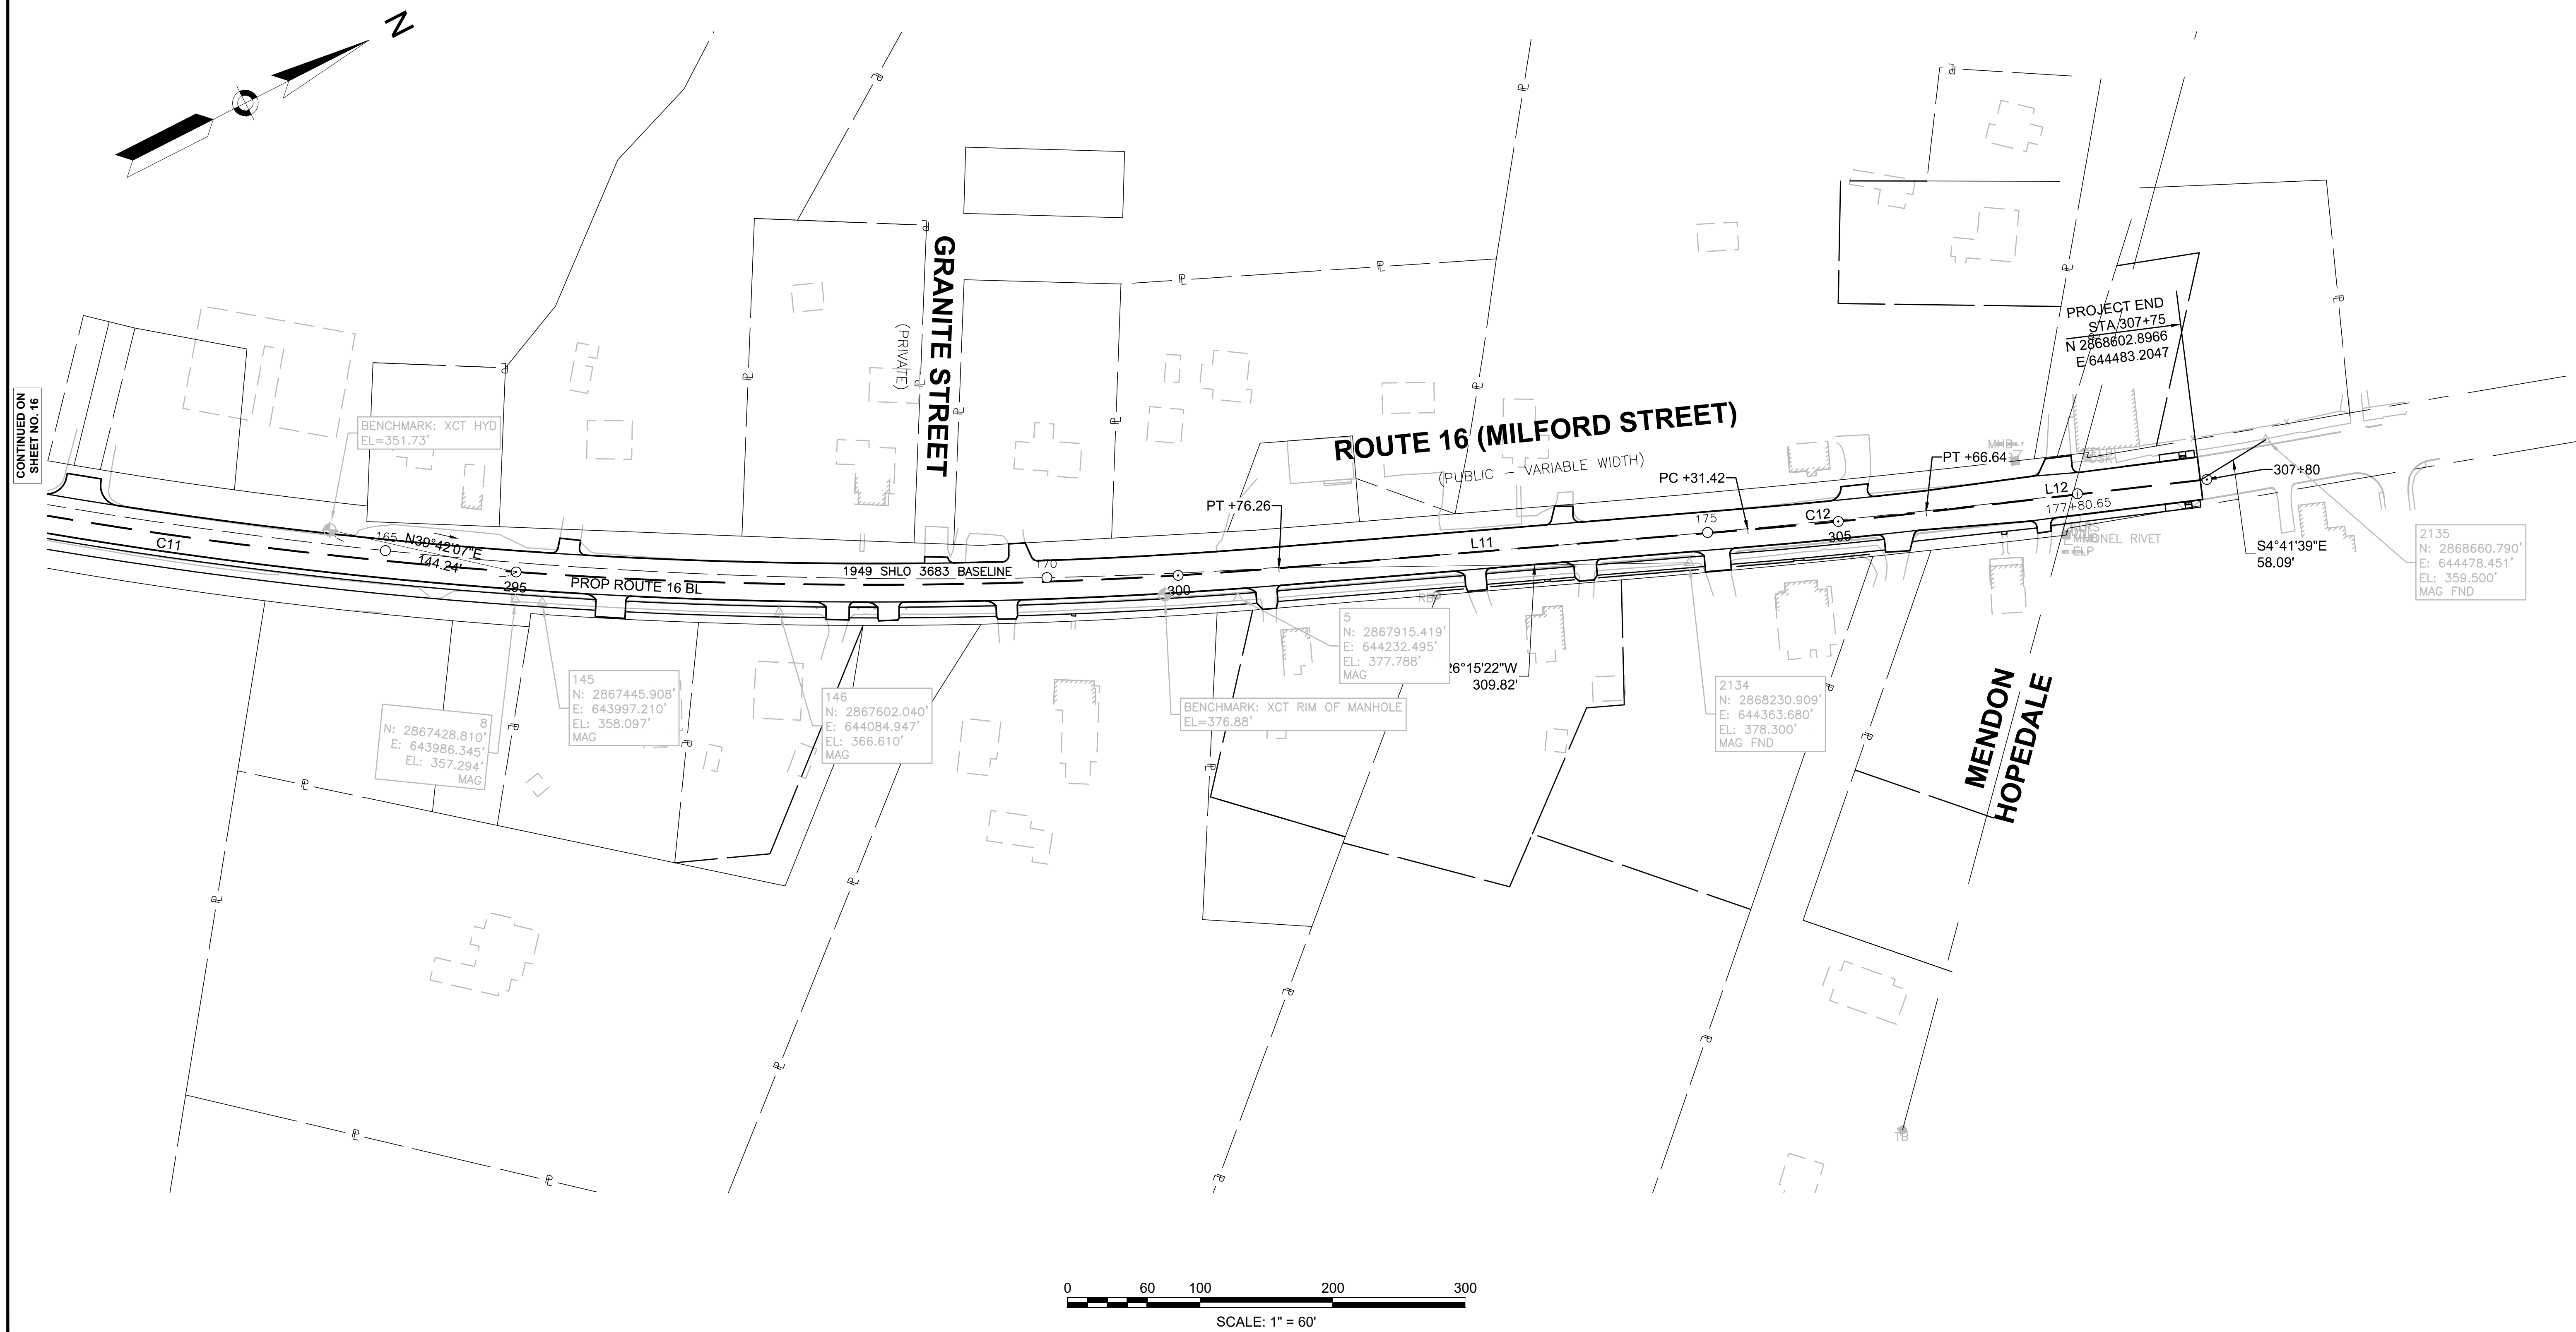 N
CONTINUED ON
SHEET NO. 16
GRANITE STREET
(PRIVATE)
ROUTE 16 (MILFORD STREET)
(PUBLIC - VARIABLE WIDTH)
PROJECT END
STA 307+75
N 2868602.8966
E 644483.2047
BENCHMARK: XCT HYD
EL=351.73'
C11
165
N39°42'07"E
144.24'
295
PROP ROUTE 16 BL
1949 SHLO 3683 BASELINE
170
300
PT +76.26
L11
PC +31.42
175
C12
305
PT +66.64
L12
177+80.65
307+80
S4°41'39"E
58.09'
2135
N: 2868660.790'
E: 644478.451'
EL: 359.500'
MAG FND
MONEL RIVET
ELP
RBP
5
N: 2867915.419'
E: 644232.495'
EL: 377.788'
MAG
26°15'22"W
309.82'
2134
N: 2868230.909'
E: 644363.680'
EL: 378.300'
MAG FND
BENCHMARK: XCT RIM OF MANHOLE
EL=376.88'
146
N: 2867602.040'
E: 644084.947'
EL: 366.610'
MAG
145
N: 2867445.908'
E: 643997.210'
EL: 358.097'
MAG
8
N: 2867428.810'
E: 643986.345'
EL: 357.294'
MAG
MENDON
HOPEDALE
TB
0 60 100 200 300
SCALE: 1" = 60'